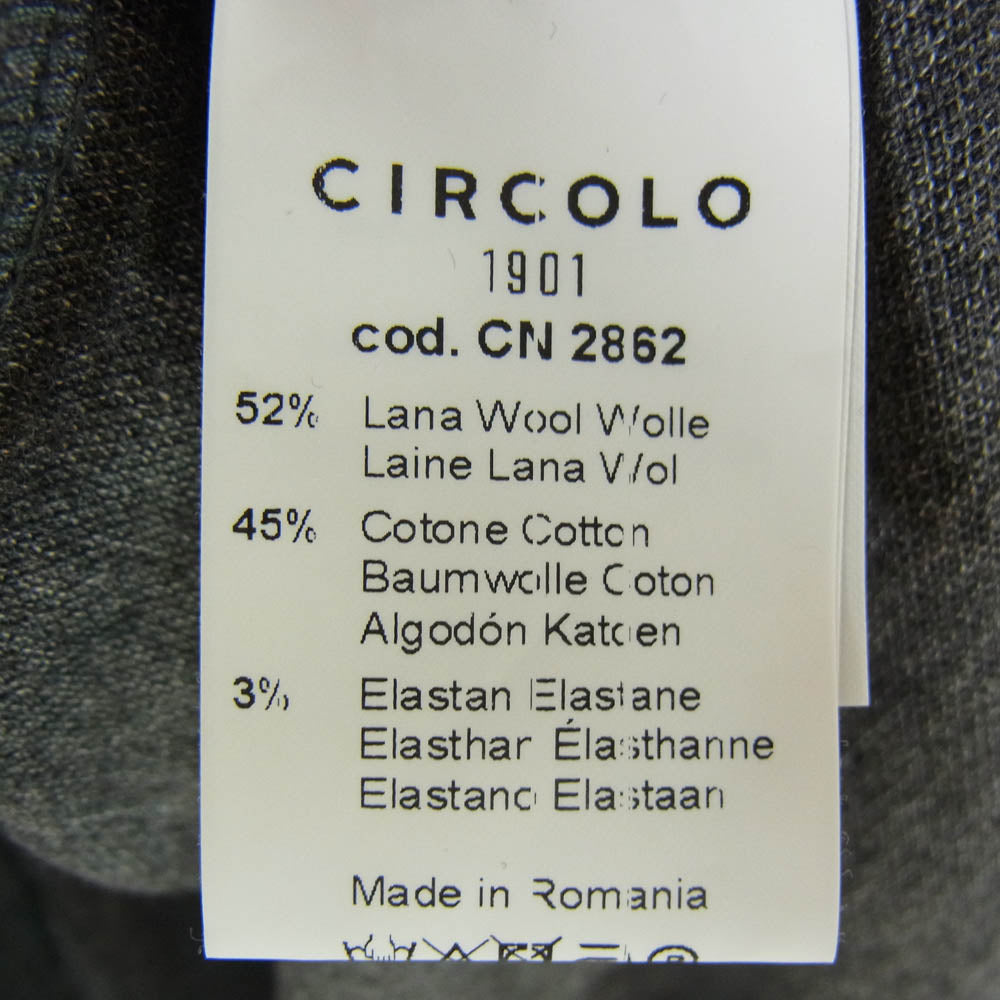 CIRCOLO
1901
cod. CN 2862
52% Lana Wool Wolle
Laine Lana Wol
45% Cotone Cotton
Baumwolle Coton
Algodón Katoen
3% Elastan Elastane
Elasthan Élasthanne
Elastano Elastaan
Made in Romania